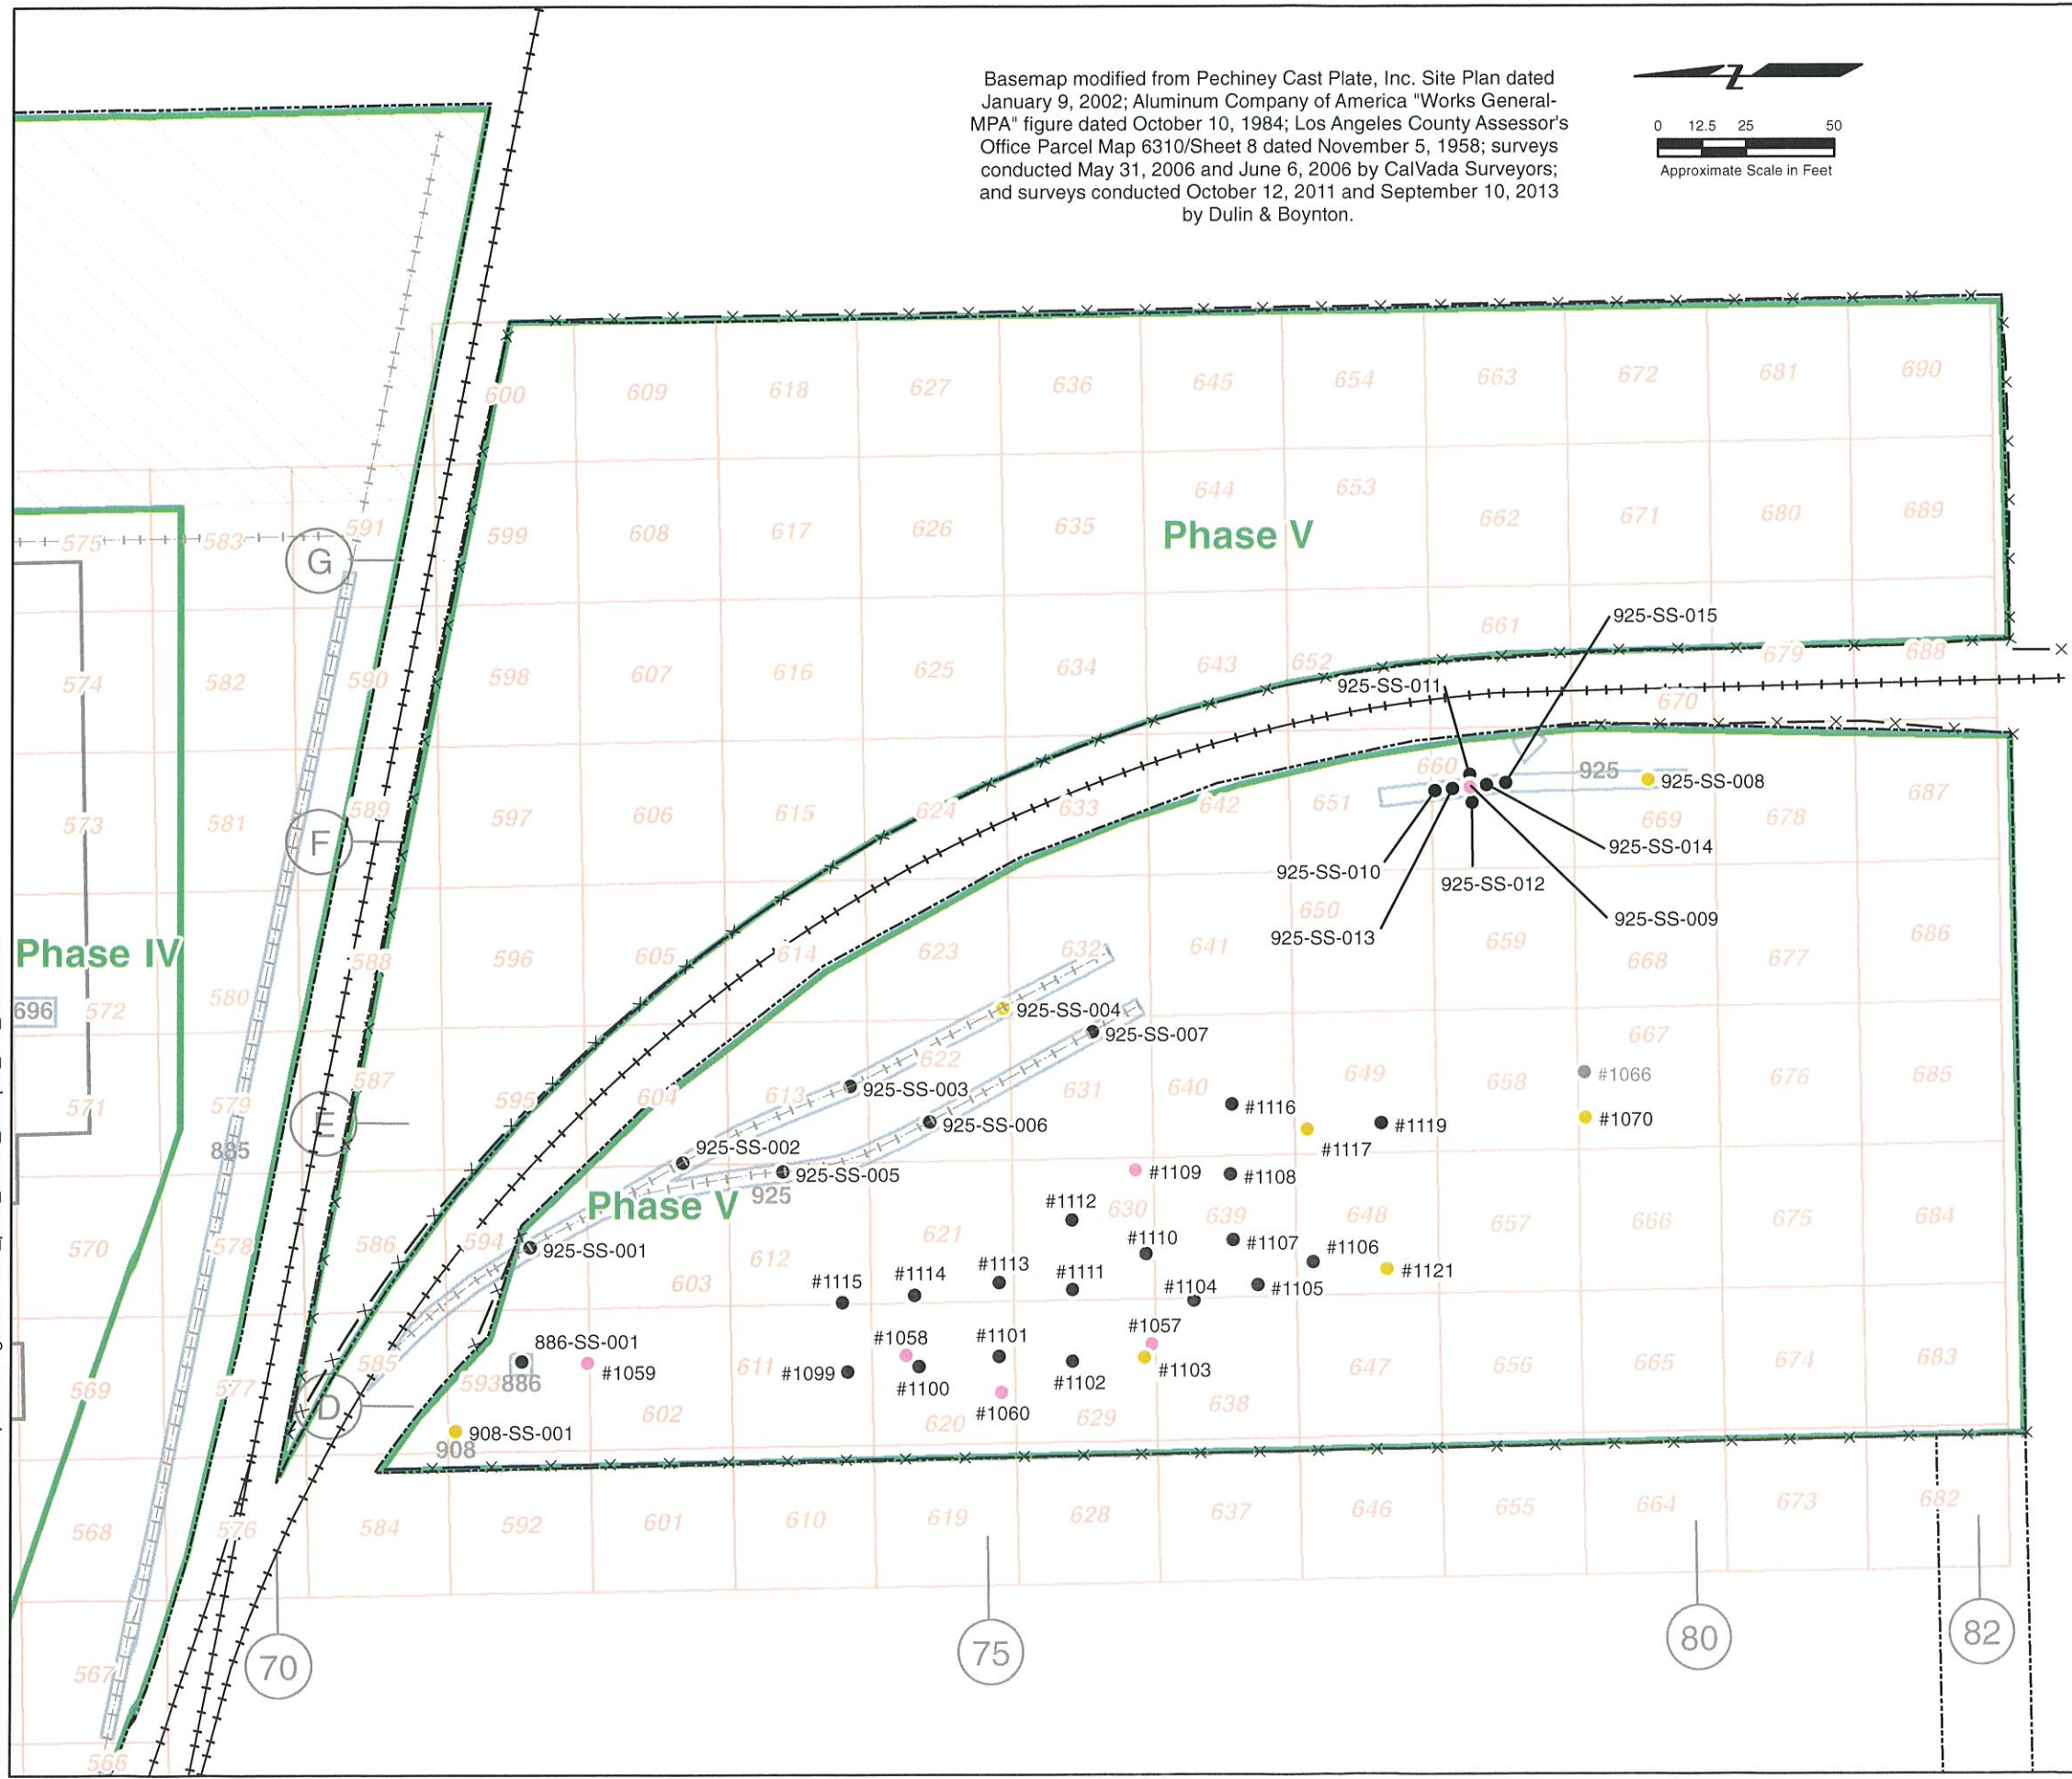 Basemap modified from Pechiney Cast Plate, Inc. Site Plan dated
January 9, 2002; Aluminum Company of America "Works General-
MPA" figure dated October 10, 1984; Los Angeles County Assessor's
Office Parcel Map 6310/Sheet 8 dated November 5, 1958; surveys
conducted May 31, 2006 and June 6, 2006 by CalVada Surveyors;
and surveys conducted October 12, 2011 and September 10, 2013
by Dulin & Boynton.
Z
0 12.5 25 50
Approximate Scale in Feet
600 609 618 627 636 645 654 663 672 681 690
644 653
575 583 591 599 608 617 626 635 662 671 680 689
Phase V
G
661 925-SS-015
574 582 590 598 607 616 625 634 643 652 679 688
925-SS-011 670
660 925 925-SS-008
573 581 589 597 606 615 624 633 642 651 669 678 687
F
925-SS-014
925-SS-010 925-SS-012
650 925-SS-009
925-SS-013
Phase IV
588 596 605 614 623 632 641 659 668 677 686
696 572 580
925-SS-004
925-SS-007
667
622
587 649 658 #1066 676 685
571 579 595 604 613 925-SS-003 631 640
#1116 #1070
E
925-SS-006 #1119
885 925-SS-002 #1117
925-SS-005 #1109 #1108
Phase V 925
#1112 630 639 648 657 666 675 684
570 578 586 594 925-SS-001 621
612 #1110 #1107 #1106
603 #1113 #1111 #1121
#1115 #1114 #1104 #1105
886-SS-001 #1058 #1101 #1057
585 #1059 611 #1099 #1102 #1103 647 656 665 674 683
569 577 593 886 #1100
D
602 620 #1060 629 638
908-SS-001
908
568 576 584 592 601 610 619 628 637 646 655 664 673 682
567 70 75 80 82
566